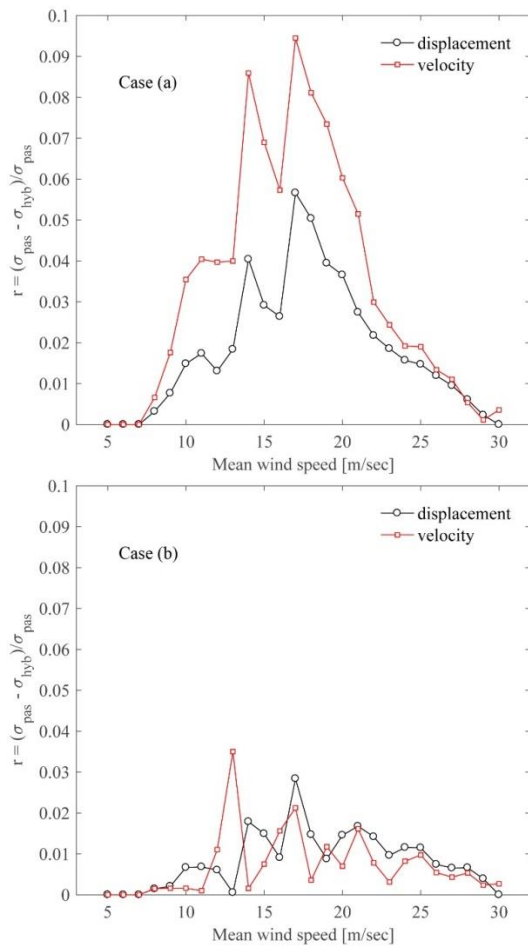 0.1
0.09
0.08
0.07
0.06
0.05
0.04
0.03
0.02
0.01
0
r = (σpas - σhyb)/σpas
Case (a)
displacement
velocity
5 10 15 20 25 30
Mean wind speed [m/sec]
0.1
0.09
0.08
0.07
0.06
0.05
0.04
0.03
0.02
0.01
0
r = (σpas - σhyb)/σpas
Case (b)
displacement
velocity
5 10 15 20 25 30
Mean wind speed [m/sec]